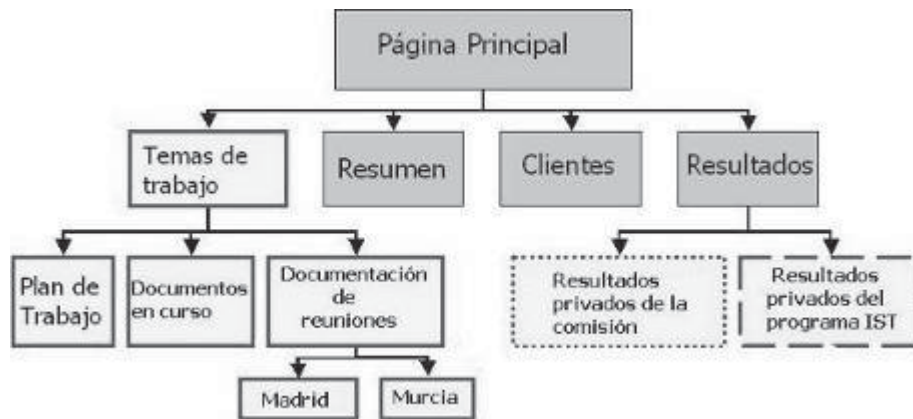 Página Principal
Temas de
trabajo
Resumen
Clientes
Resultados
Plan de
Trabajo
Documentos
en curso
Documentación
de
reuniones
Resultados
privados de la
comisión
Resultados
privados del
programa IST
Madrid
Murcia